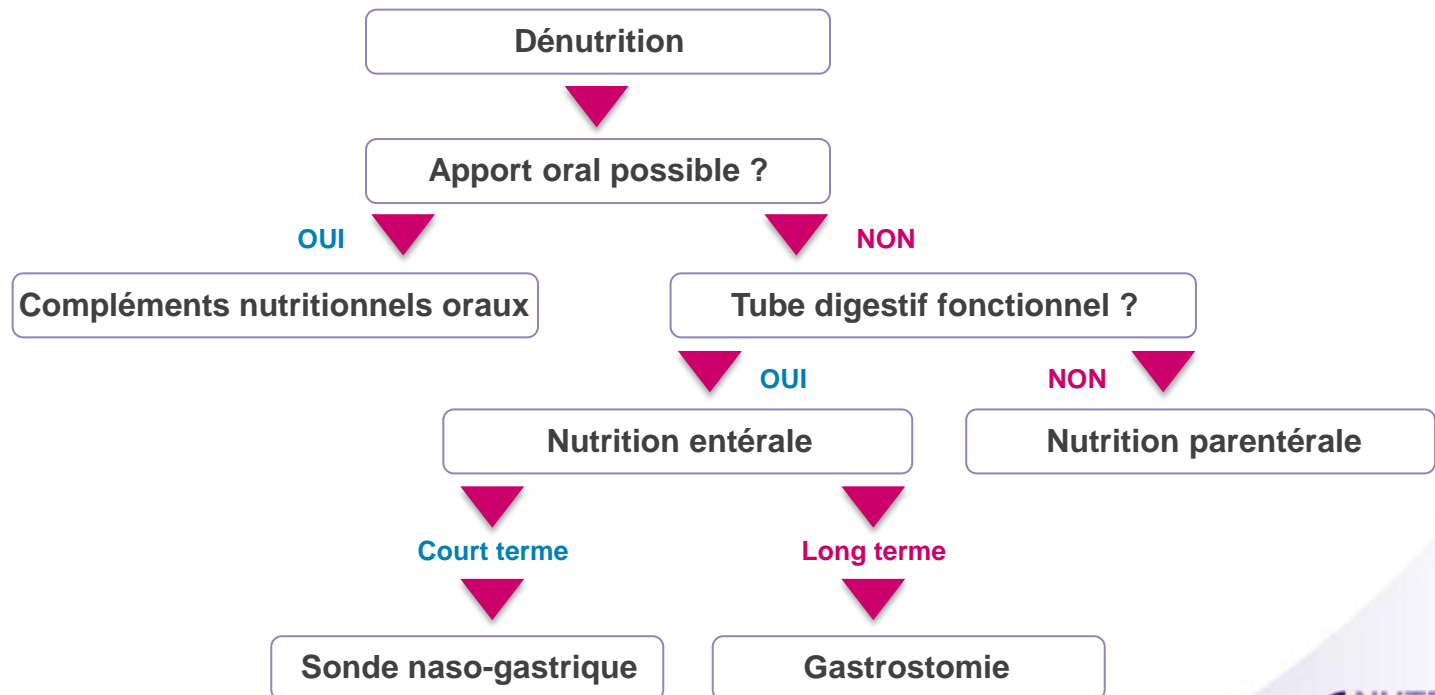 Dénutrition
Apport oral possible ?
OUI
NON
Compléments nutritionnels oraux
Tube digestif fonctionnel ?
OUI
NON
Nutrition entérale
Nutrition parentérale
Court terme
Long terme
Sonde naso-gastrique
Gastrostomie